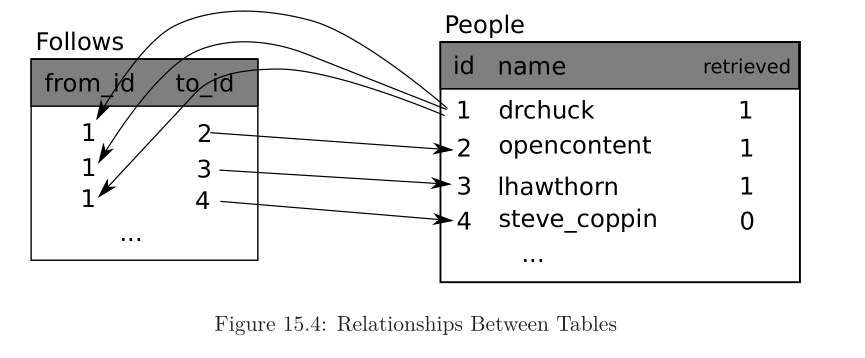 Follows
from_id to_id
1 2
1 3
1 4
...
People
id name retrieved
1 drchuck 1
2 opencontent 1
3 lhawthorn 1
4 steve_coppin 0
...
Figure 15.4: Relationships Between Tables